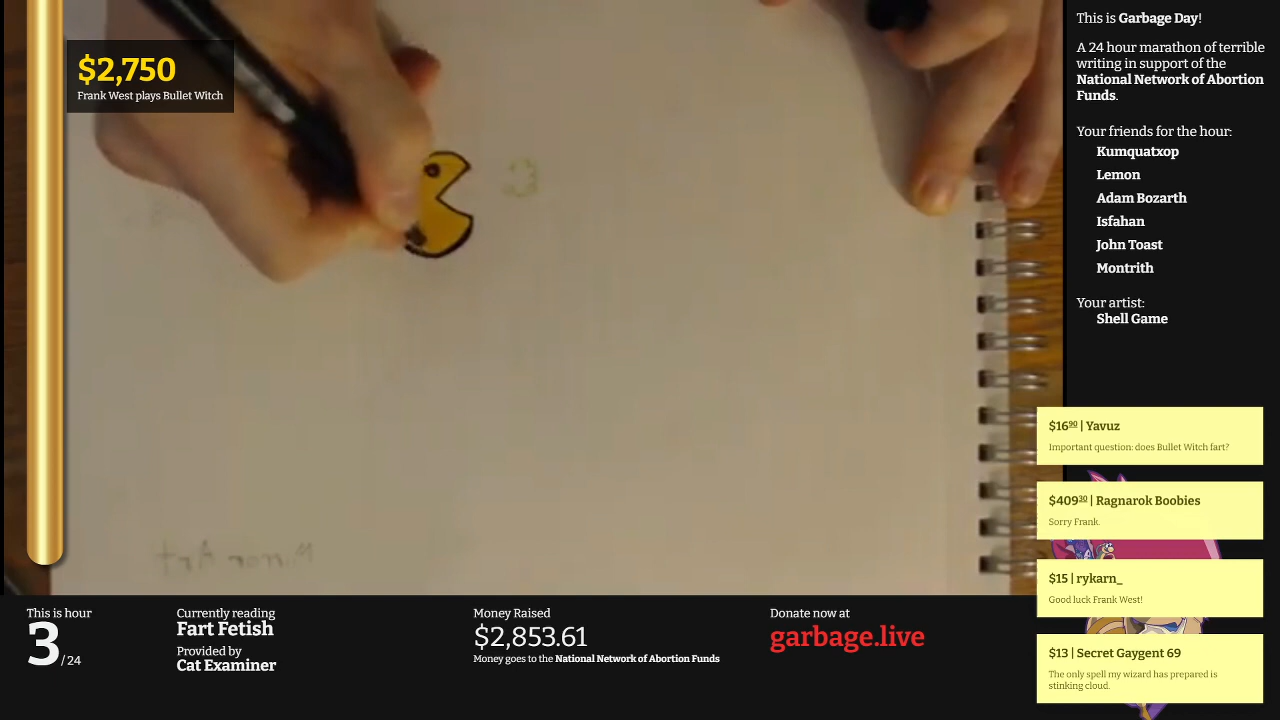 $2,750
Frank West plays Bullet Witch
This is Garbage Day!
A 24 hour marathon of terrible
writing in support of the
National Network of Abortion
Funds.
Your friends for the hour:
Kumquatxop
Lemon
Adam Bozarth
Isfahan
John Toast
Montrith
Your artist:
Shell Game
$16.90 | Yavuz
Important question: does Bullet Witch fart?
$409.30 | Ragnarok Boobies
Sorry Frank.
$15 | rykarn_
Good luck Frank West!
$13 | Secret Gaygent 69
The only spell my wizard has prepared is
stinking cloud.
This is hour
3/24
Currently reading
Fart Fetish
Provided by
Cat Examiner
Money Raised
$2,853.61
Money goes to the National Network of Abortion Funds
Donate now at
garbage.live